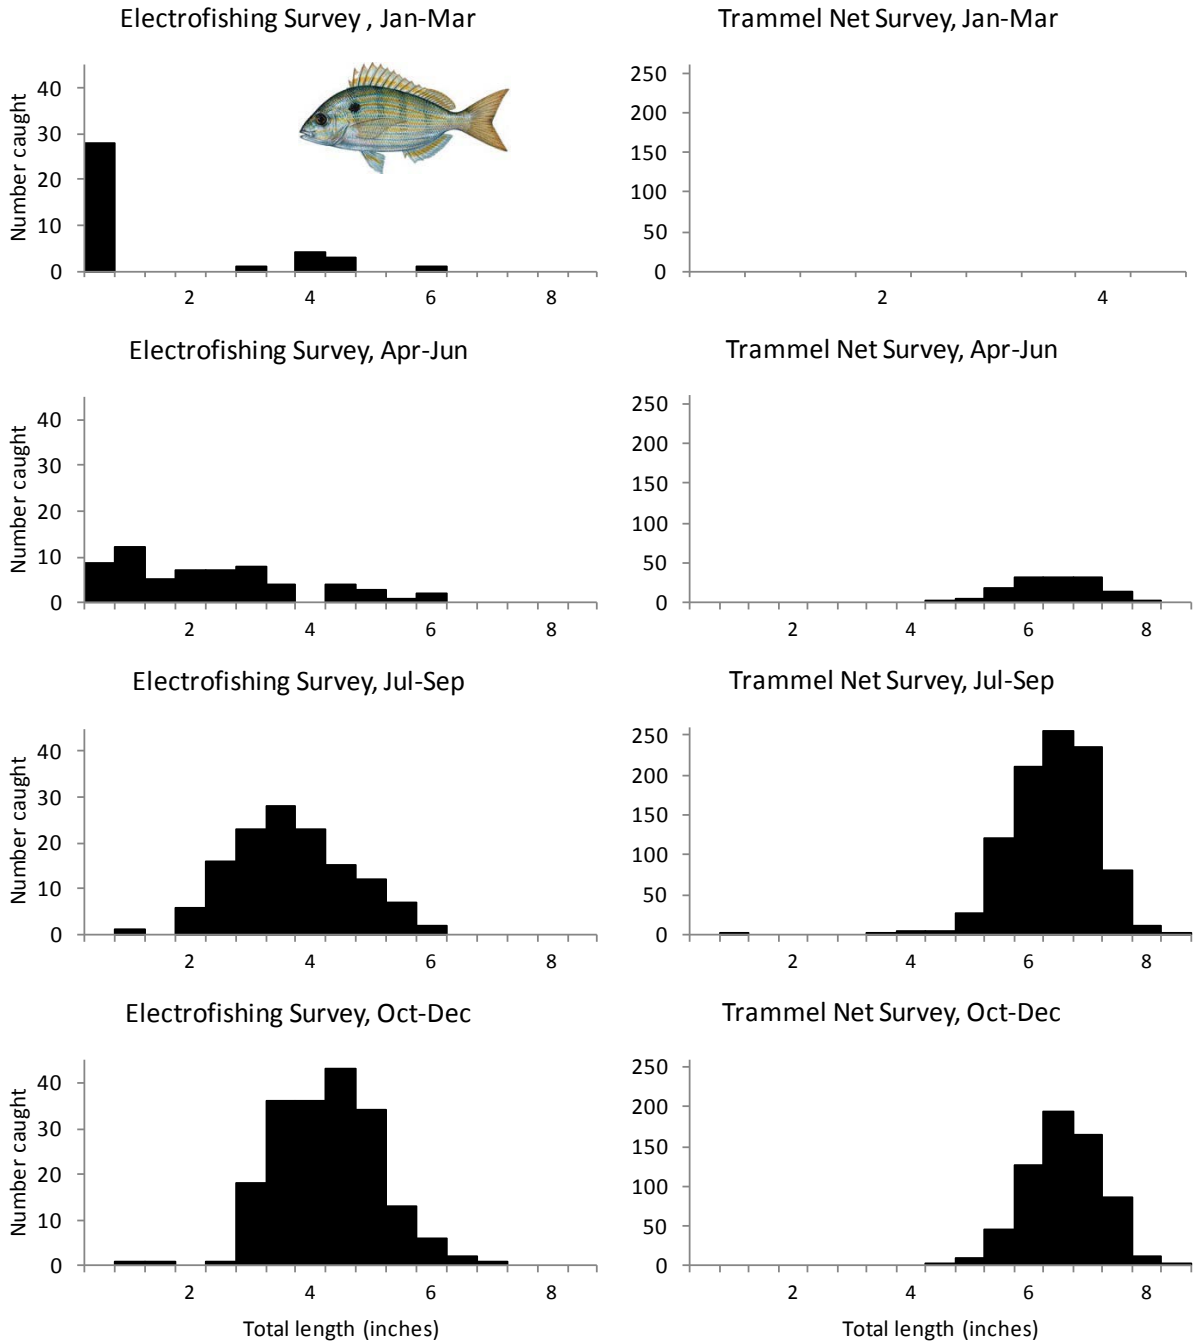 Electrofishing Survey , Jan-Mar
Trammel Net Survey, Jan-Mar
Number caught
40
30
20
10
0
2 4 6 8
250
200
150
100
50
0
2 4
Electrofishing Survey, Apr-Jun
Trammel Net Survey, Apr-Jun
Number caught
40
30
20
10
0
2 4 6 8
250
200
150
100
50
0
2 4 6 8
Electrofishing Survey, Jul-Sep
Trammel Net Survey, Jul-Sep
Number caught
40
30
20
10
0
2 4 6 8
250
200
150
100
50
0
2 4 6 8
Electrofishing Survey, Oct-Dec
Trammel Net Survey, Oct-Dec
Number caught
40
30
20
10
0
2 4 6 8
Total length (inches)
250
200
150
100
50
0
2 4 6 8
Total length (inches)